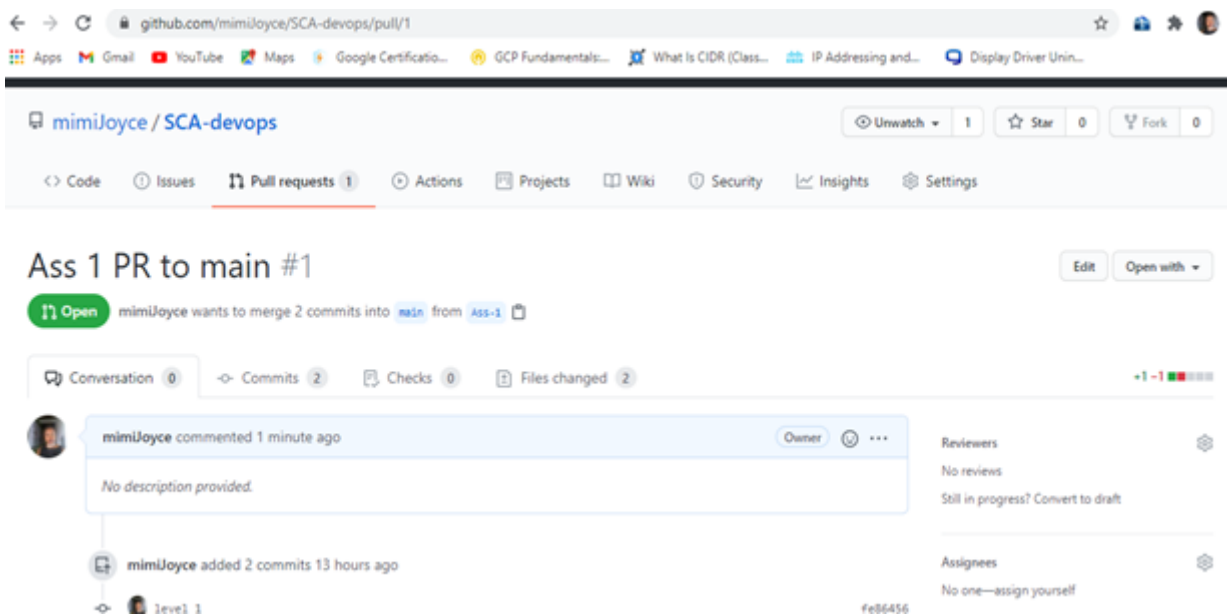 github.com/mimiJoyce/SCA-devops/pull/1
Apps Gmail YouTube Maps Google Certificatio... GCP Fundamentals:... What Is CIDR (Class... IP Addressing and... Display Driver Unin...
mimiJoyce / SCA-devops Unwatch 1 Star 0 Fork 0
Code Issues Pull requests 1 Actions Projects Wiki Security Insights Settings
Ass 1 PR to main #1 Edit Open with
Open mimiJoyce wants to merge 2 commits into main from Ass-1
Conversation 0 Commits 2 Checks 0 Files changed 2 +1 −1
mimiJoyce commented 1 minute ago Owner
No description provided.
Reviewers
No reviews
Still in progress? Convert to draft
mimiJoyce added 2 commits 13 hours ago
level 1 fe86456
Assignees
No one—assign yourself